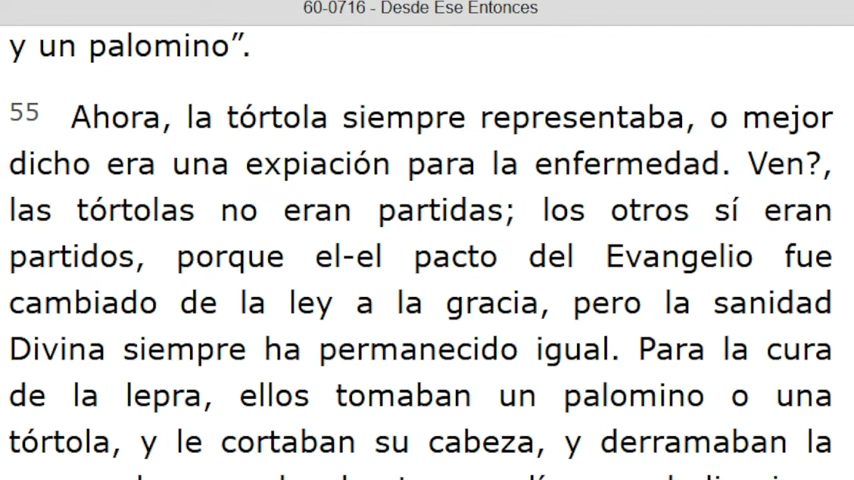 60-0716 - Desde Ese Entonces
y un palomino”.
55 Ahora, la tórtola siempre representaba, o mejor
dicho era una expiación para la enfermedad. Ven?,
las tórtolas no eran partidas; los otros sí eran
partidos, porque el-el pacto del Evangelio fue
cambiado de la ley a la gracia, pero la sanidad
Divina siempre ha permanecido igual. Para la cura
de la lepra, ellos tomaban un palomino o una
tórtola, y le cortaban su cabeza, y derramaban la